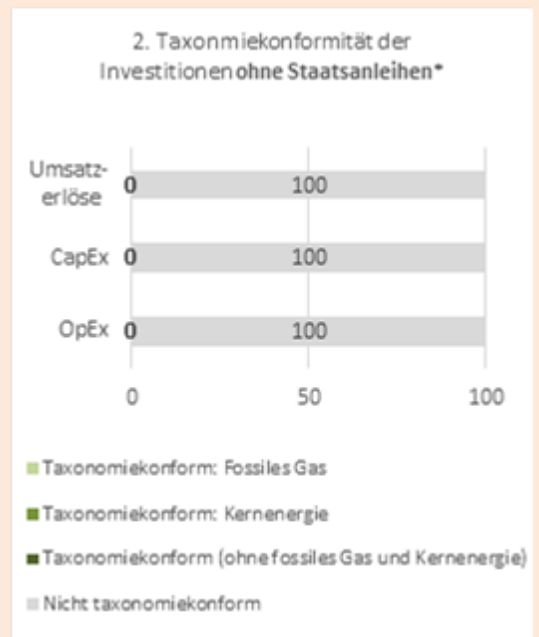 2. Taxonmiekonformität der
Investitionen ohne Staatsanleihen*
Umsatz-
erlöse
0 100
CapEx 0 100
OpEx 0 100
0 50 100
Taxonomiekonform: Fossiles Gas
Taxonomiekonform: Kernenergie
Taxonomiekonform (ohne fossiles Gas und Kernenergie)
Nicht taxonomiekonform